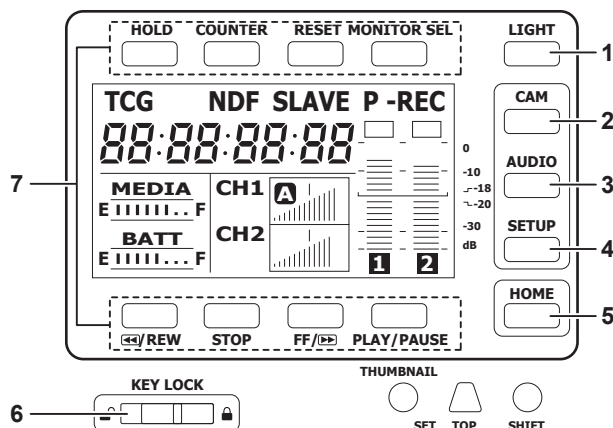 HOLD COUNTER RESET MONITOR SEL LIGHT
1
TCG NDF SLAVE P -REC
CAM
2
88:88:88:88
0
-10
-18
-20
-30
dB
AUDIO
3
7
MEDIA
E F
CH1 A
BATT
E F
CH2
1 2
SETUP
4
HOME
5
/REW STOP FF/ PLAY/PAUSE
KEY LOCK
6
THUMBNAIL
SET TOP SHIFT